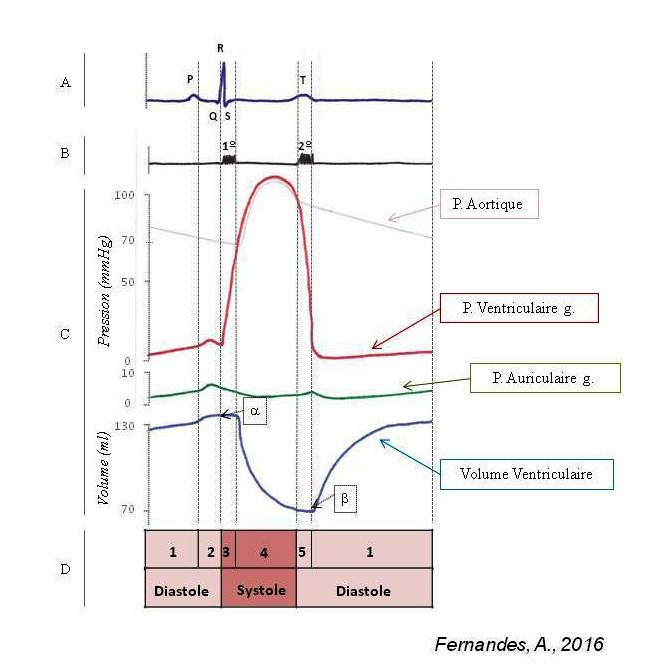 R
A
P
T
Q
S
B
1º
2º
C
Pression (mmHg)
100
70
50
0
P. Aortique
P. Ventriculaire g.
10
0
P. Auriculaire g.
Volume (ml)
130
70
α
β
Volume Ventriculaire
D
1 2 3 4 5 1
Diastole Systole Diastole
Fernandes, A., 2016